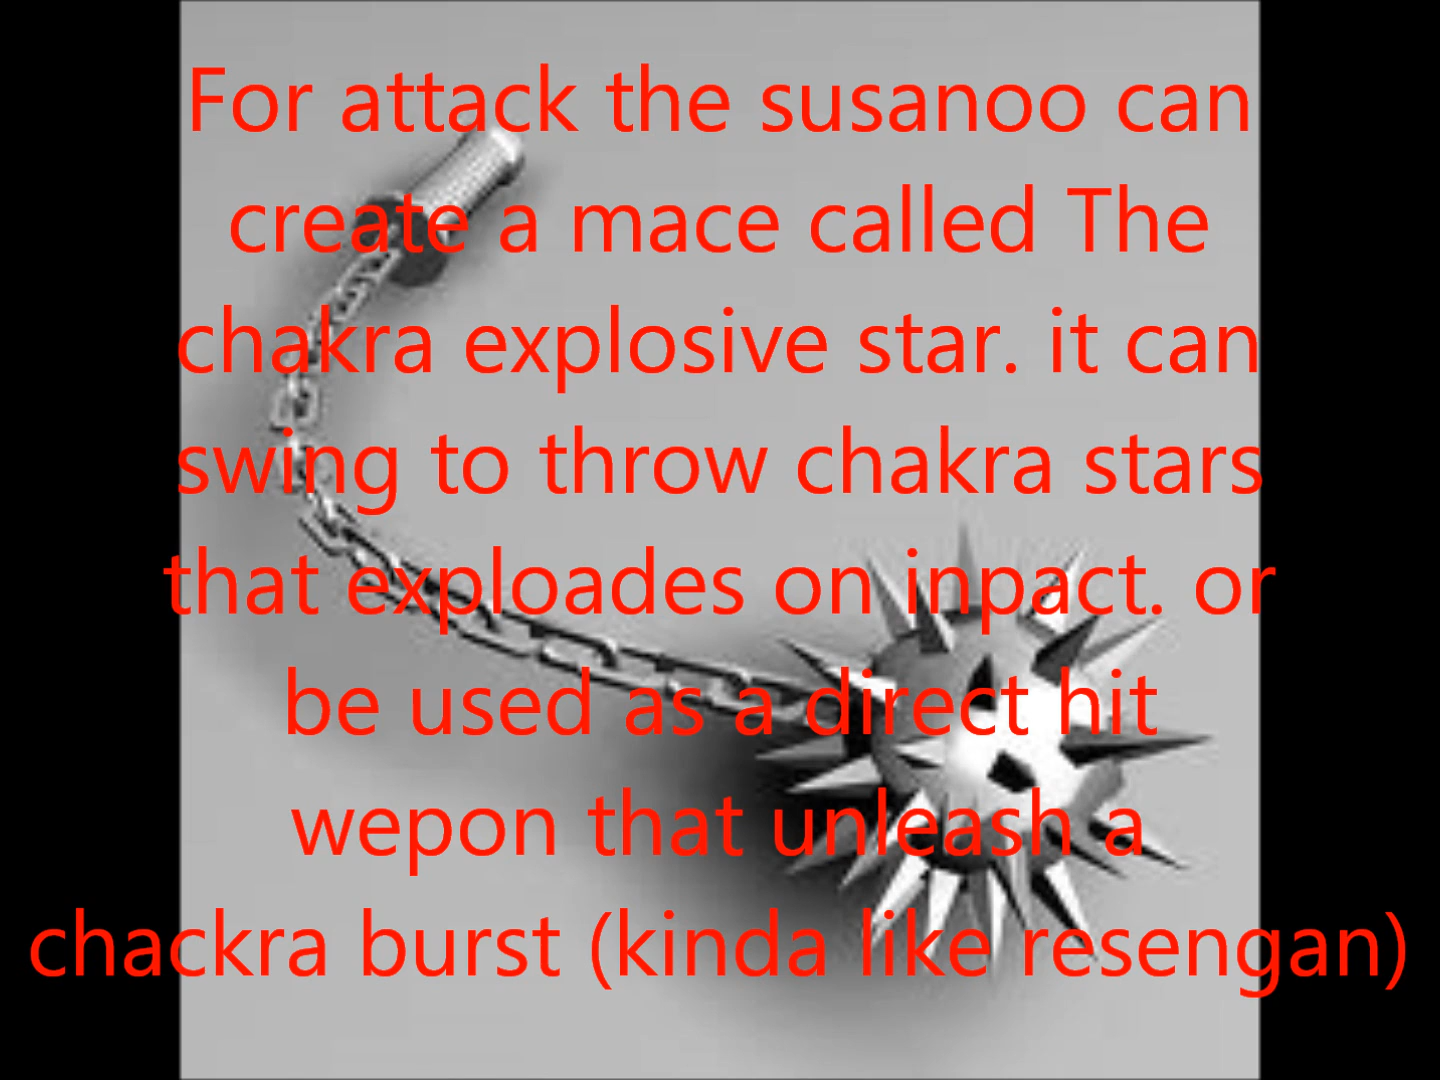 For attack the susanoo can
create a mace called The
chakra explosive star. it can
swing to throw chakra stars
that exploades on inpact. or
be used as a direct hit
wepon that unleash a
chackra burst (kinda like resengan)